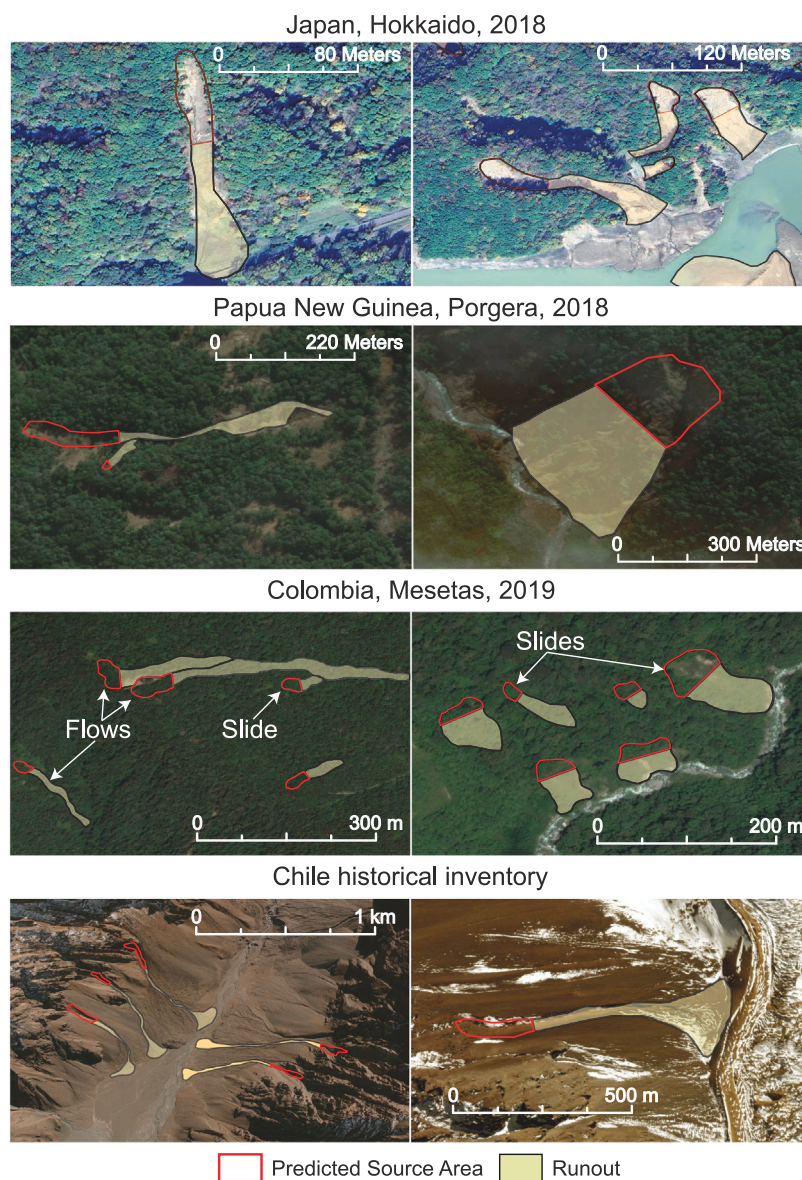 Japan, Hokkaido, 2018
0 80 Meters
0 120 Meters
Papua New Guinea, Porgera, 2018
0 220 Meters
0 300 Meters
Colombia, Mesetas, 2019
Flows
Slide
0 300 m
Slides
0 200 m
Chile historical inventory
0 1 km
0 500 m
Predicted Source Area Runout